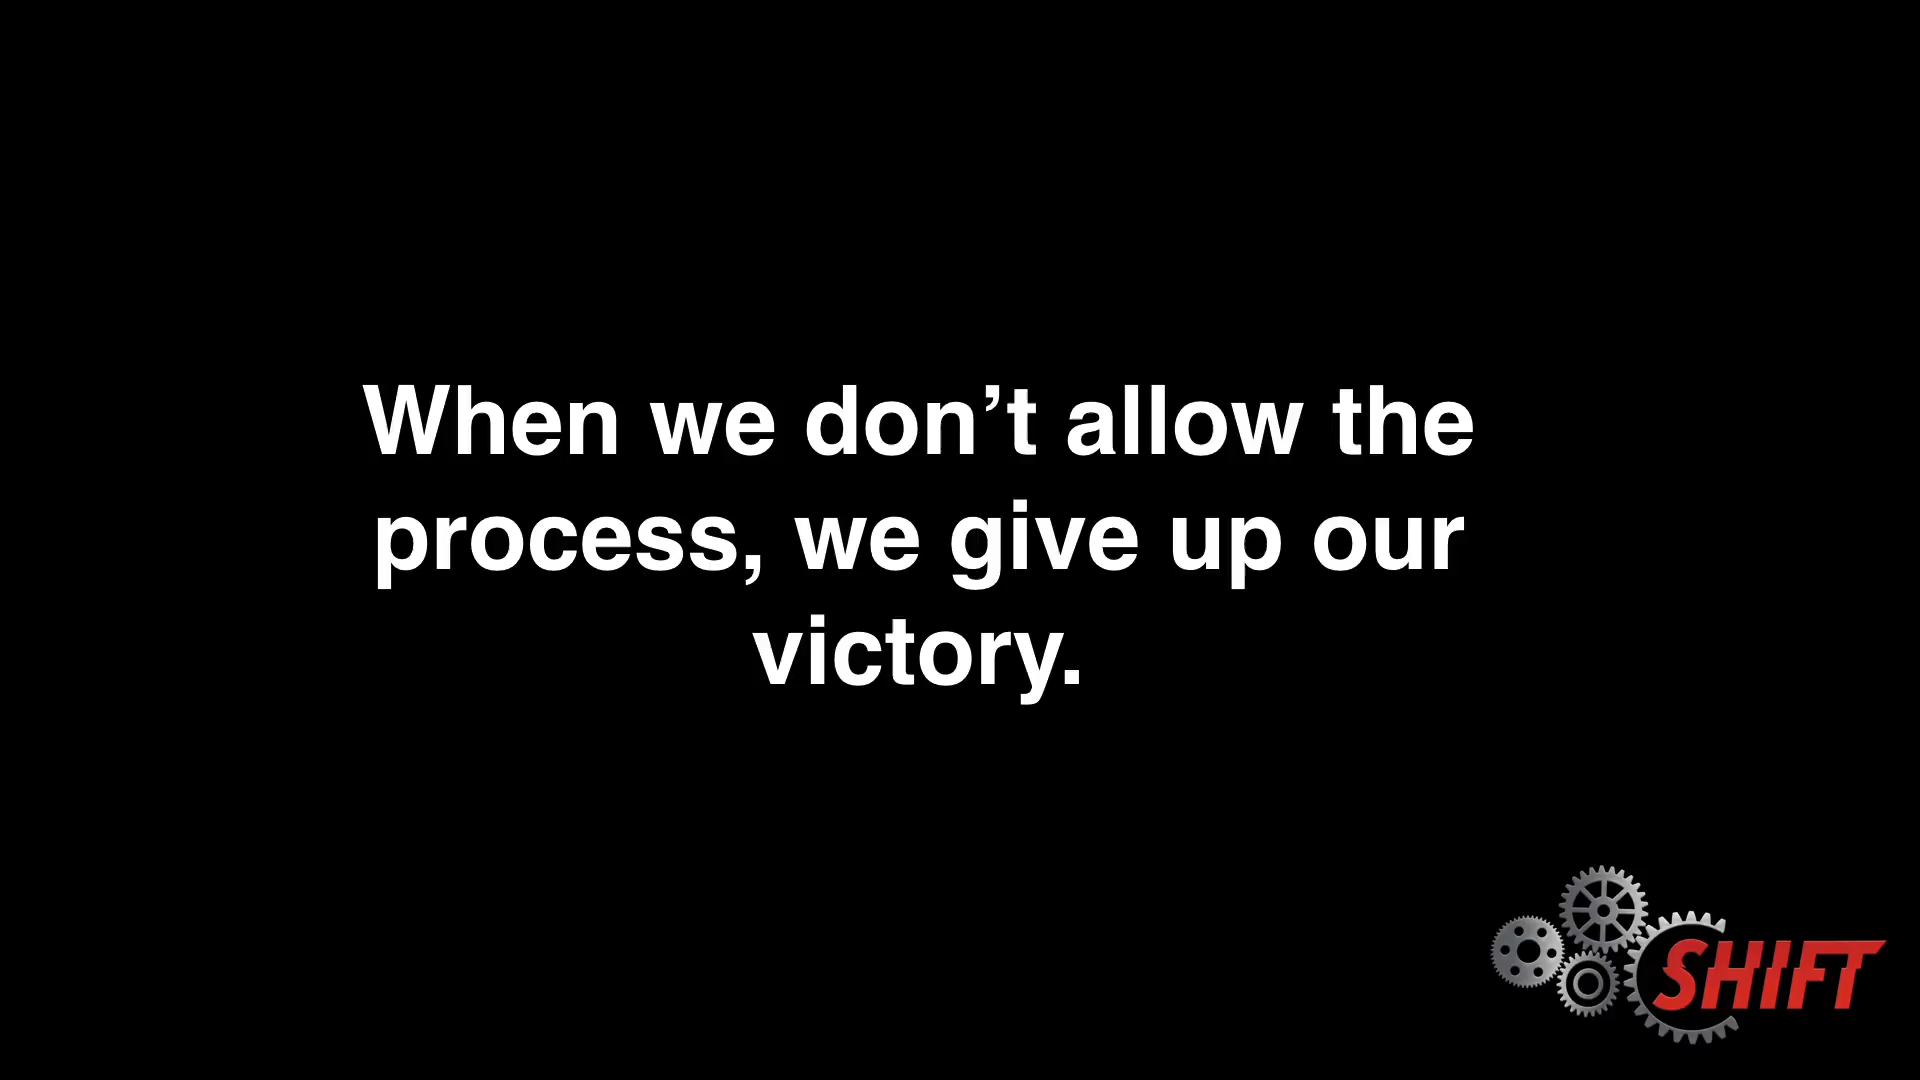 When we don’t allow the
process, we give up our
victory.
SHIFT